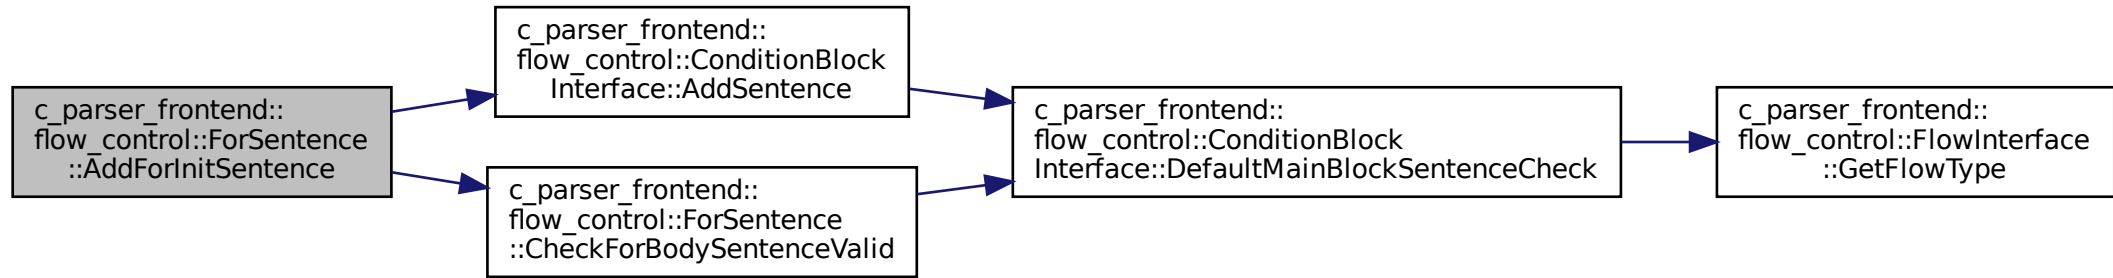 c_parser_frontend::
flow_control::ForSentence
::AddForInitSentence
c_parser_frontend::
flow_control::ConditionBlock
Interface::AddSentence
c_parser_frontend::
flow_control::ForSentence
::CheckForBodySentenceValid
c_parser_frontend::
flow_control::ConditionBlock
Interface::DefaultMainBlockSentenceCheck
c_parser_frontend::
flow_control::FlowInterface
::GetFlowType